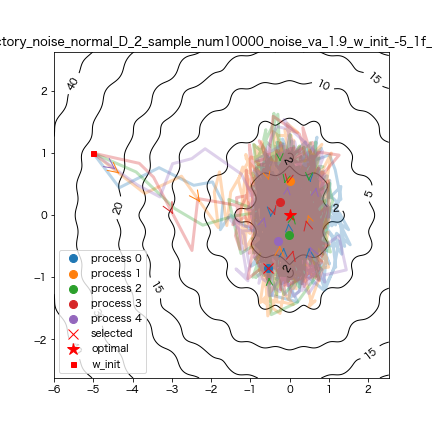 ctory_noise_normal_D_2_sample_num10000_noise_va_1.9_w_init_-5_1f_
40
15
10
20
5
2
2
2
15
15
2
1
0
−1
−2
process 0
process 1
process 2
process 3
process 4
selected
optimal
w_init
−6 −5 −4 −3 −2 −1 0 1 2